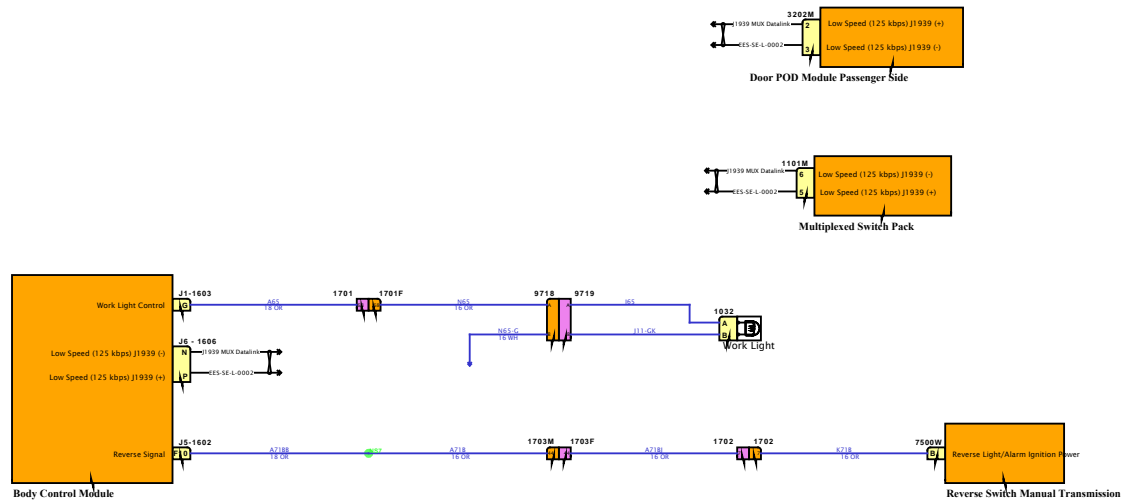 3202M
J1939 MUX Datalink
2
Low Speed (125 kbps) J1939 (+)
EES-SE-L-0002
3
Low Speed (125 kbps) J1939 (-)
Door POD Module Passenger Side
1101M
J1939 MUX Datalink
6
Low Speed (125 kbps) J1939 (-)
EES-SE-L-0002
5
Low Speed (125 kbps) J1939 (+)
Multiplexed Switch Pack
J1-1603
1701
1701F
9718
9719
Work Light Control
G
A65
18 OR
N65
16 OR
A
A
J65
1032
A
N65-G
16 WH
J11-GK
B
Work Light
J6 - 1606
Low Speed (125 kbps) J1939 (-)
N
J1939 MUX Datalink
Low Speed (125 kbps) J1939 (+)
P
EES-SE-L-0002
J5-1602
1703M
1703F
1702
1702
7500W
Reverse Signal
F
0
A718B
18 OR
A718
16 OR
A718J
16 OR
K718
16 OR
B
Reverse Light/Alarm Ignition Power
Body Control Module
Reverse Switch Manual Transmission